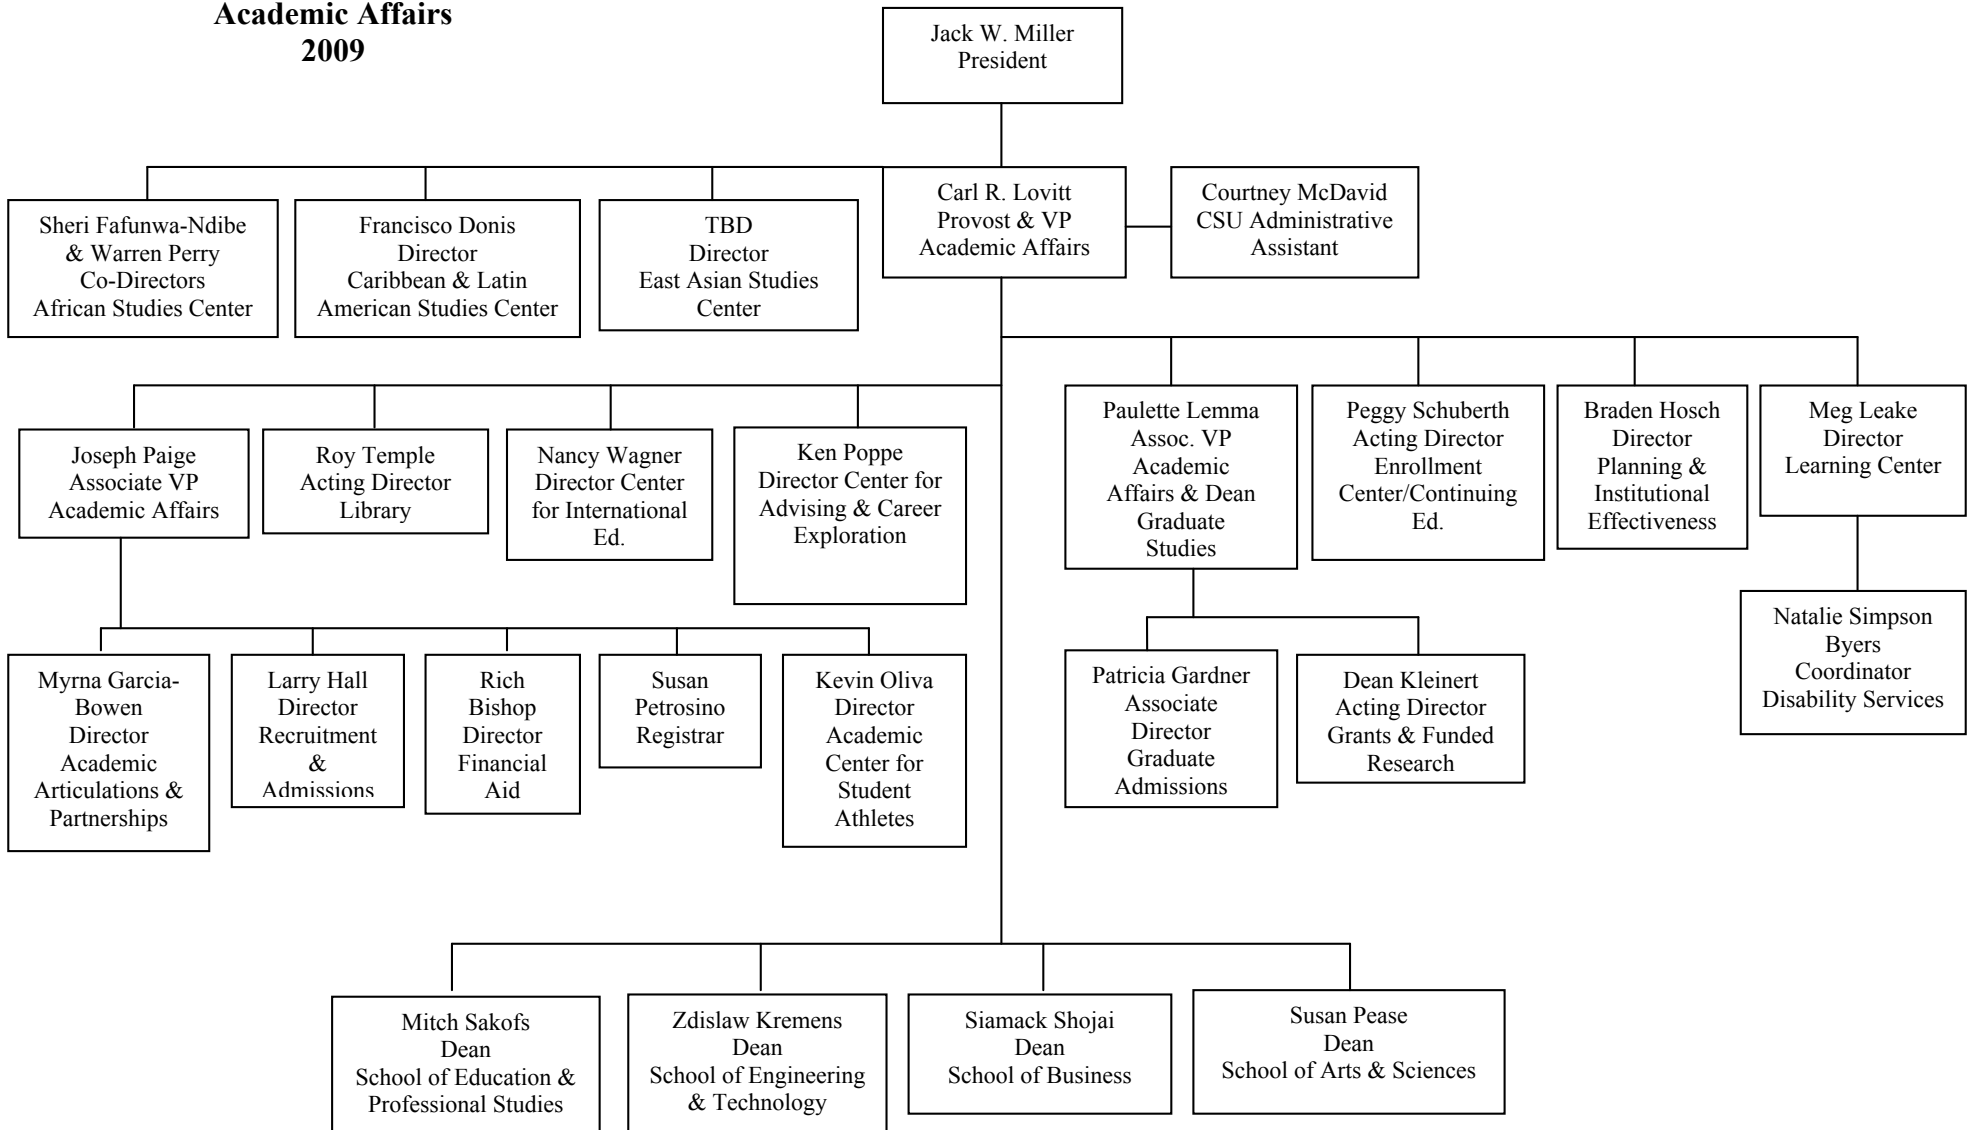 Academic Affairs
2009
Jack W. Miller
President
Carl R. Lovitt
Provost & VP
Academic Affairs
Courtney McDavid
CSU Administrative
Assistant
Sheri Fafunwa-Ndibe
& Warren Perry
Co-Directors
African Studies Center
Francisco Donis
Director
Caribbean & Latin
American Studies Center
TBD
Director
East Asian Studies
Center
Joseph Paige
Associate VP
Academic Affairs
Roy Temple
Acting Director
Library
Nancy Wagner
Director Center
for International
Ed.
Ken Poppe
Director Center for
Advising & Career
Exploration
Paulette Lemma
Assoc. VP
Academic
Affairs & Dean
Graduate
Studies
Peggy Schuberth
Acting Director
Enrollment
Center/Continuing
Ed.
Braden Hosch
Director
Planning &
Institutional
Effectiveness
Meg Leake
Director
Learning Center
Natalie Simpson
Byers
Coordinator
Disability Services
Myrna Garcia-
Bowen
Director
Academic
Articulations &
Partnerships
Larry Hall
Director
Recruitment
&
Admissions
Rich
Bishop
Director
Financial
Aid
Susan
Petrosino
Registrar
Kevin Oliva
Director
Academic
Center for
Student
Athletes
Patricia Gardner
Associate
Director
Graduate
Admissions
Dean Kleinert
Acting Director
Grants & Funded
Research
Mitch Sakofs
Dean
School of Education &
Professional Studies
Zdislaw Kremens
Dean
School of Engineering
& Technology
Siamack Shojai
Dean
School of Business
Susan Pease
Dean
School of Arts & Sciences